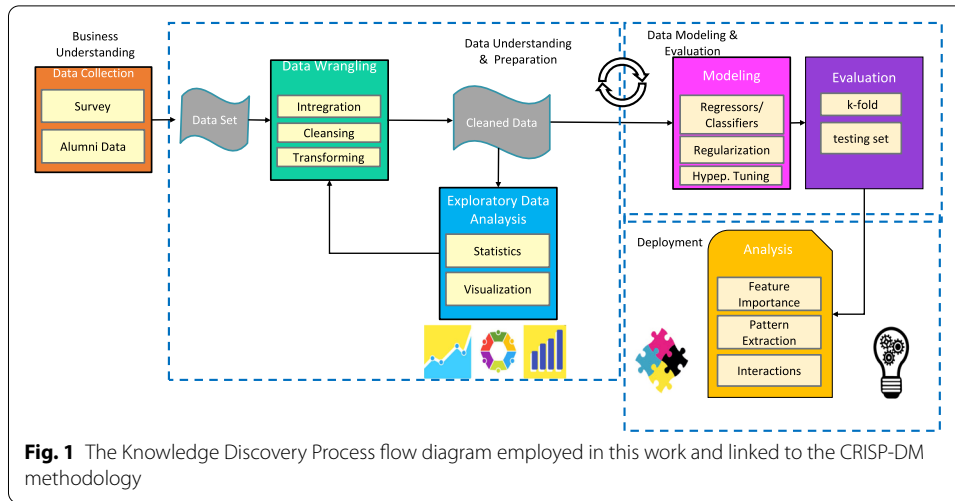 Business
Understanding
Data Collection
Survey
Alumni Data
Data Set
Data Wrangling
Intregration
Cleansing
Transforming
Data Understanding
& Preparation
Cleaned Data
Exploratory Data
Analaysis
Statistics
Visualization
Data Modeling &
Evaluation
Modeling
Regressors/
Classifiers
Regularization
Hypep. Tuning
Evaluation
k-fold
testing set
Deployment
Analysis
Feature
Importance
Pattern
Extraction
Interactions
Fig. 1 The Knowledge Discovery Process flow diagram employed in this work and linked to the CRISP-DM
methodology